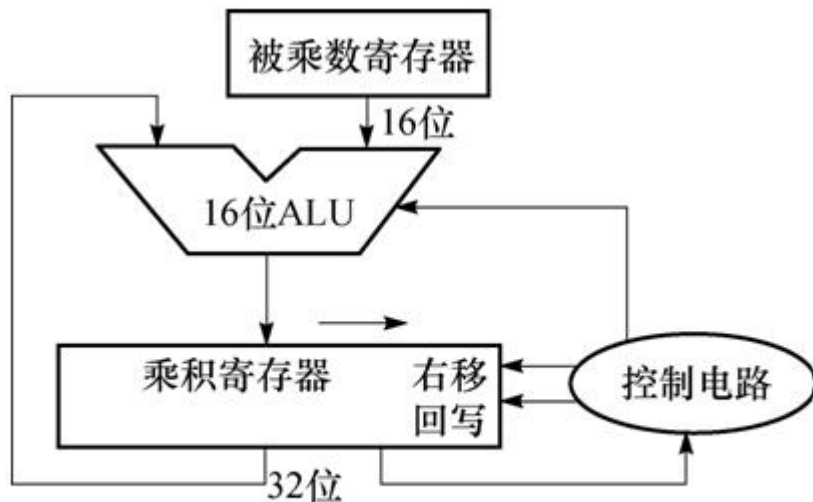 被乘数寄存器
16位
16位ALU
乘积寄存器
右移
回写
控制电路
32位